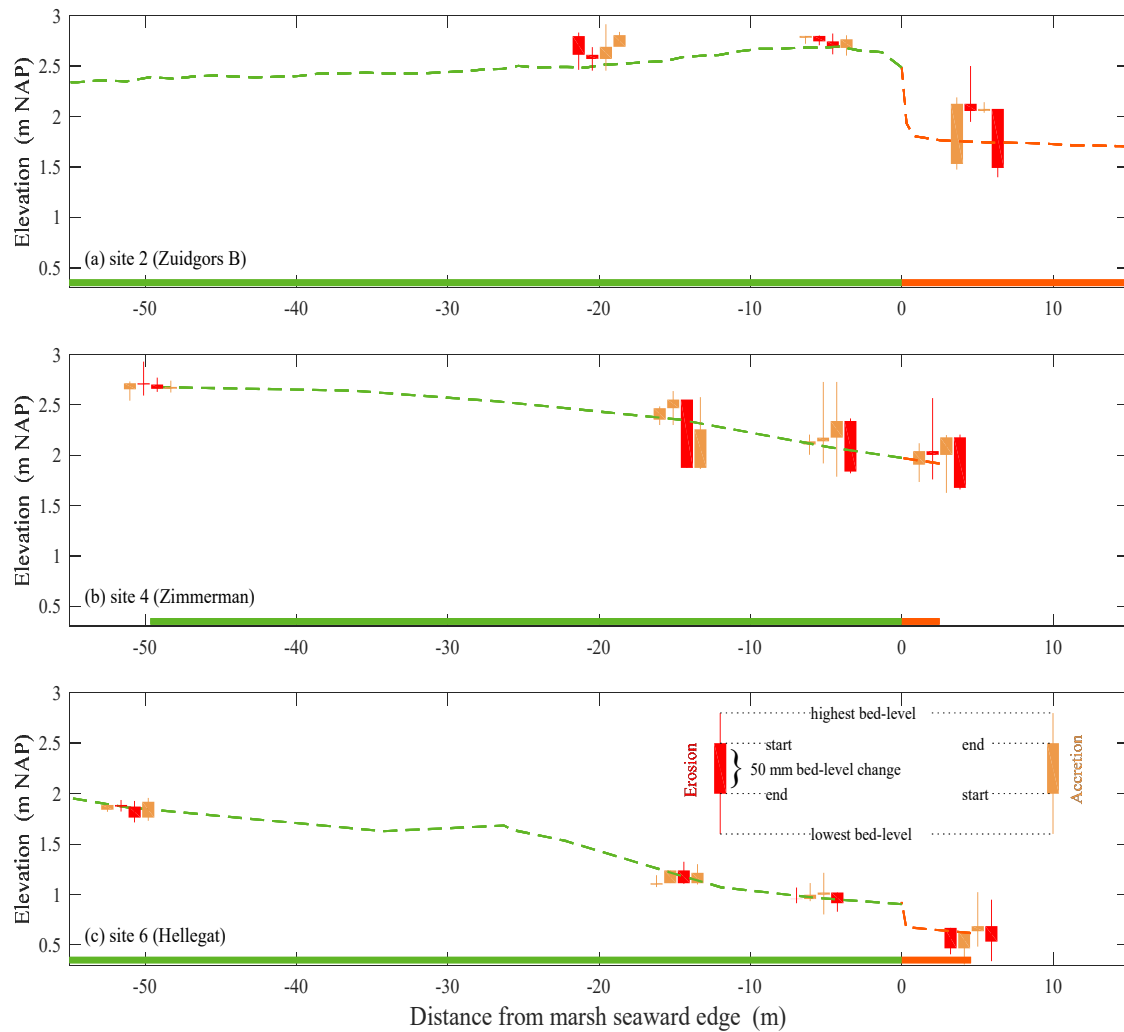 3
2.5
2
1.5
1
0.5
Elevation (m NAP)
(a) site 2 (Zuidgors B)
-50 -40 -30 -20 -10 0 10
3
2.5
2
1.5
1
0.5
Elevation (m NAP)
(b) site 4 (Zimmerman)
-50 -40 -30 -20 -10 0 10
3
2.5
2
1.5
1
0.5
Elevation (m NAP)
highest bed-level
Erosion
start
end
50 mm bed-level change
end
start
lowest bed-level
Accretion
(c) site 6 (Hellegat)
-50 -40 -30 -20 -10 0 10
Distance from marsh seaward edge (m)